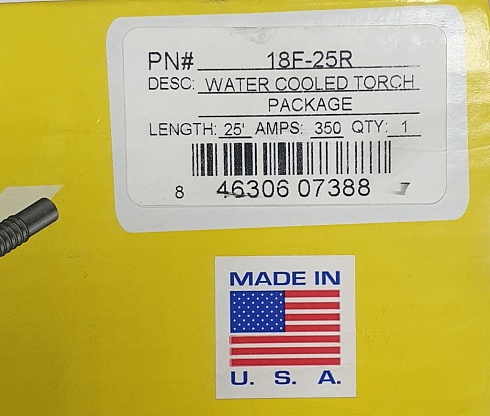 PN# 18F-25R
DESC: WATER COOLED TORCH
PACKAGE
LENGTH: 25' AMPS: 350 QTY: 1
8 46306 07388 7
MADE IN
U. S. A.